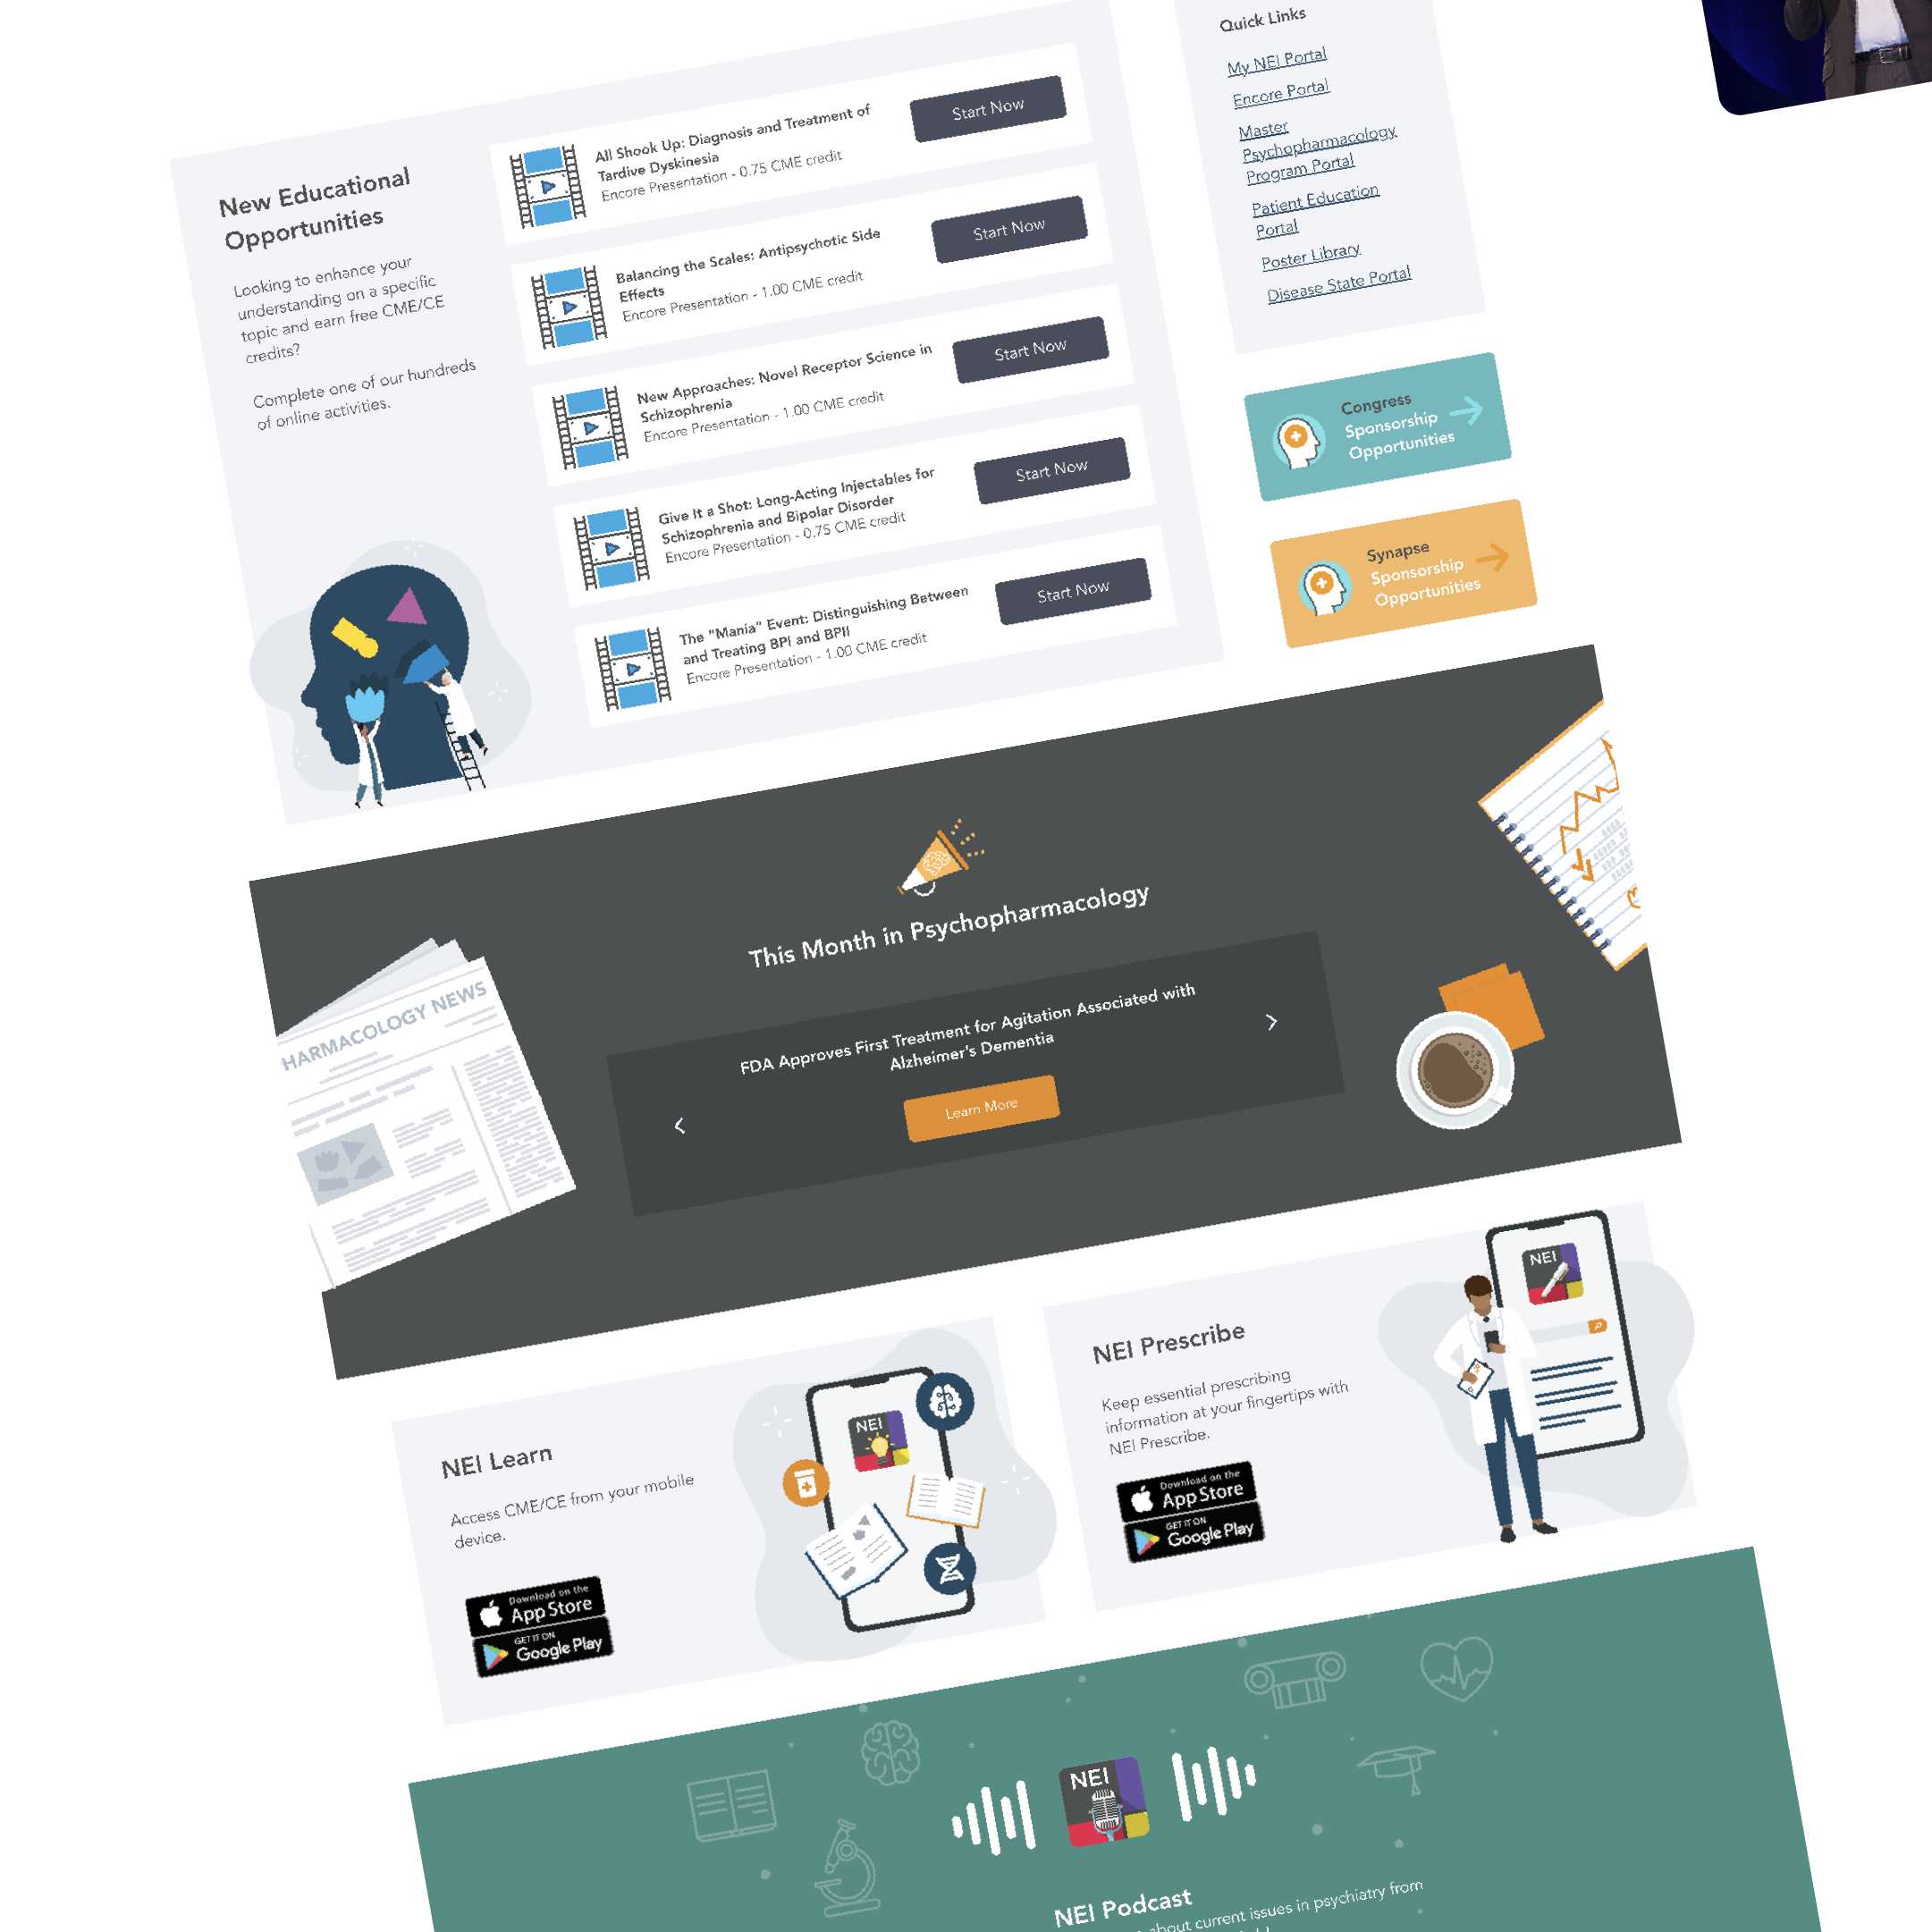 New Educational
Opportunities
Looking to enhance your
understanding on a specific
topic and earn free CME/CE
credits?
Complete one of our hundreds
of online activities.
All Shook Up: Diagnosis and Treatment of
Tardive Dyskinesia
Encore Presentation - 0.75 CME credit
Start Now
Balancing the Scales: Antipsychotic Side
Effects
Encore Presentation - 1.00 CME credit
Start Now
New Approaches: Novel Receptor Science in
Schizophrenia
Encore Presentation - 1.00 CME credit
Start Now
Give It a Shot: Long-Acting Injectables for
Schizophrenia and Bipolar Disorder
Encore Presentation - 0.75 CME credit
Start Now
The "Mania" Event: Distinguishing Between
and Treating BPI and BPII
Encore Presentation - 1.00 CME credit
Start Now
Quick Links
My NEI Portal
Encore Portal
Master
Psychopharmacology
Program Portal
Patient Education
Portal
Poster Library
Disease State Portal
Congress
Sponsorship
Opportunities
Synapse
Sponsorship
Opportunities
This Month in Psychopharmacology
HARMACOLOGY NEWS
FDA Approves First Treatment for Agitation Associated with
Alzheimer's Dementia
Learn More
NEI Learn
Access CME/CE from your mobile
device.
Download on the
App Store
GET IT ON
Google Play
NEI
NEI Prescribe
Keep essential prescribing
information at your fingertips with
NEI Prescribe.
Download on the
App Store
GET IT ON
Google Play
NEI
NEI
NEI Podcast
about current issues in psychiatry from